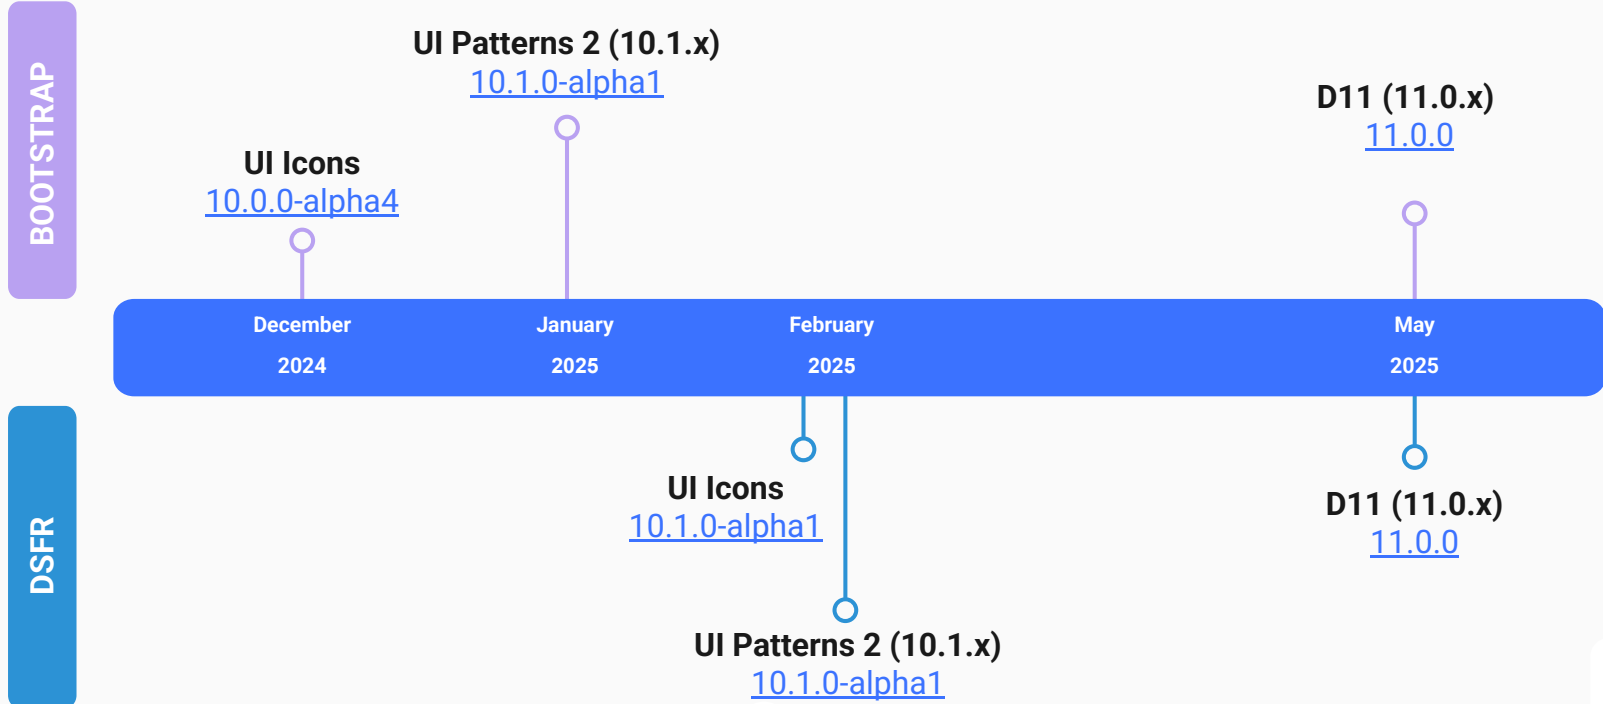 BOOTSTRAP
UI Patterns 2 (10.1.x)
10.1.0-alpha1
D11 (11.0.x)
11.0.0
UI Icons
10.0.0-alpha4
December
2024
January
2025
February
2025
May
2025
DSFR
UI Icons
10.1.0-alpha1
D11 (11.0.x)
11.0.0
UI Patterns 2 (10.1.x)
10.1.0-alpha1